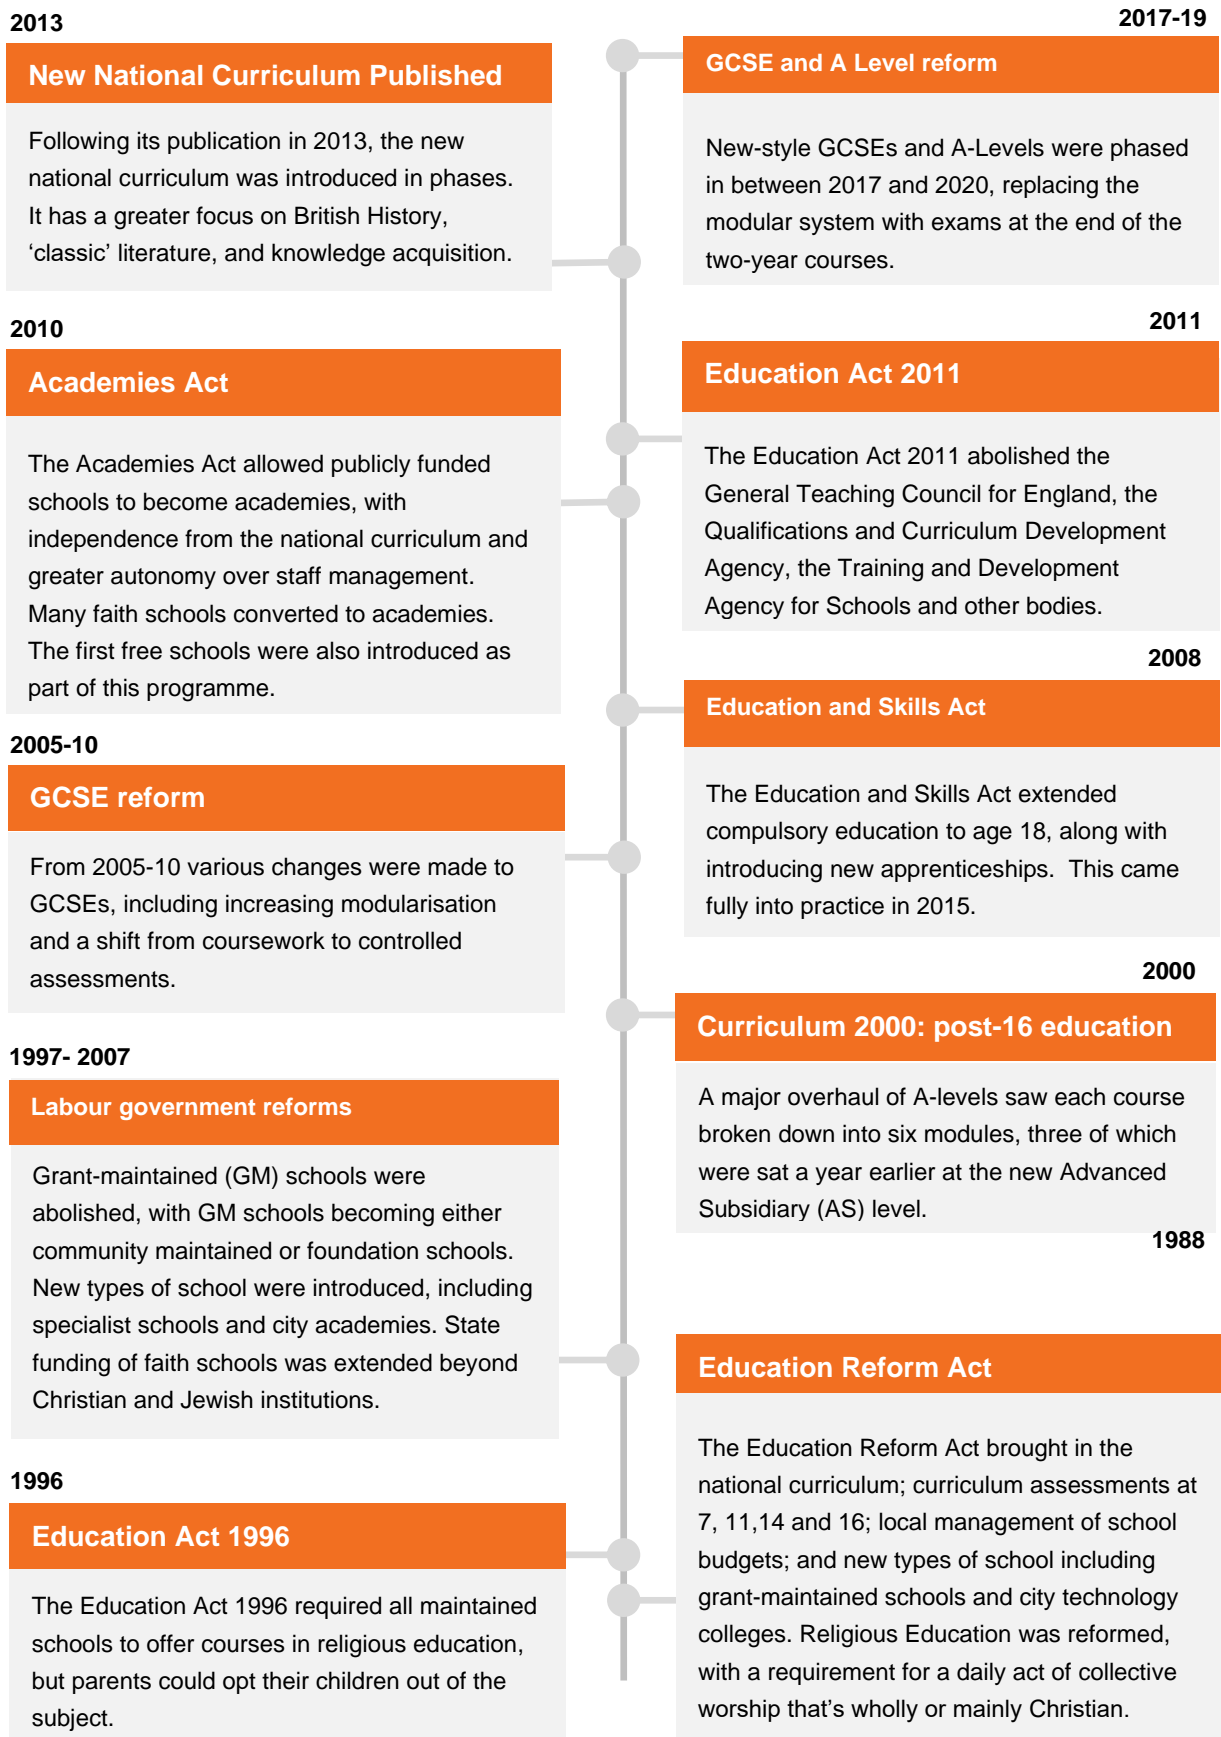 2013
New National Curriculum Published
Following its publication in 2013, the new
national curriculum was introduced in phases.
It has a greater focus on British History,
‘classic’ literature, and knowledge acquisition.
2017-19
GCSE and A Level reform
New-style GCSEs and A-Levels were phased
in between 2017 and 2020, replacing the
modular system with exams at the end of the
two-year courses.
2010
Academies Act
The Academies Act allowed publicly funded
schools to become academies, with
independence from the national curriculum and
greater autonomy over staff management.
Many faith schools converted to academies.
The first free schools were also introduced as
part of this programme.
2011
Education Act 2011
The Education Act 2011 abolished the
General Teaching Council for England, the
Qualifications and Curriculum Development
Agency, the Training and Development
Agency for Schools and other bodies.
2008
Education and Skills Act
The Education and Skills Act extended
compulsory education to age 18, along with
introducing new apprenticeships.  This came
fully into practice in 2015.
2005-10
GCSE reform
From 2005-10 various changes were made to
GCSEs, including increasing modularisation
and a shift from coursework to controlled
assessments.
2000
Curriculum 2000: post-16 education
A major overhaul of A-levels saw each course
broken down into six modules, three of which
were sat a year earlier at the new Advanced
Subsidiary (AS) level.
1997- 2007
Labour government reforms
Grant-maintained (GM) schools were
abolished, with GM schools becoming either
community maintained or foundation schools.
New types of school were introduced, including
specialist schools and city academies. State
funding of faith schools was extended beyond
Christian and Jewish institutions.
1988
Education Reform Act
The Education Reform Act brought in the
national curriculum; curriculum assessments at
7, 11,14 and 16; local management of school
budgets; and new types of school including
grant-maintained schools and city technology
colleges. Religious Education was reformed,
with a requirement for a daily act of collective
worship that’s wholly or mainly Christian.
1996
Education Act 1996
The Education Act 1996 required all maintained
schools to offer courses in religious education,
but parents could opt their children out of the
subject.